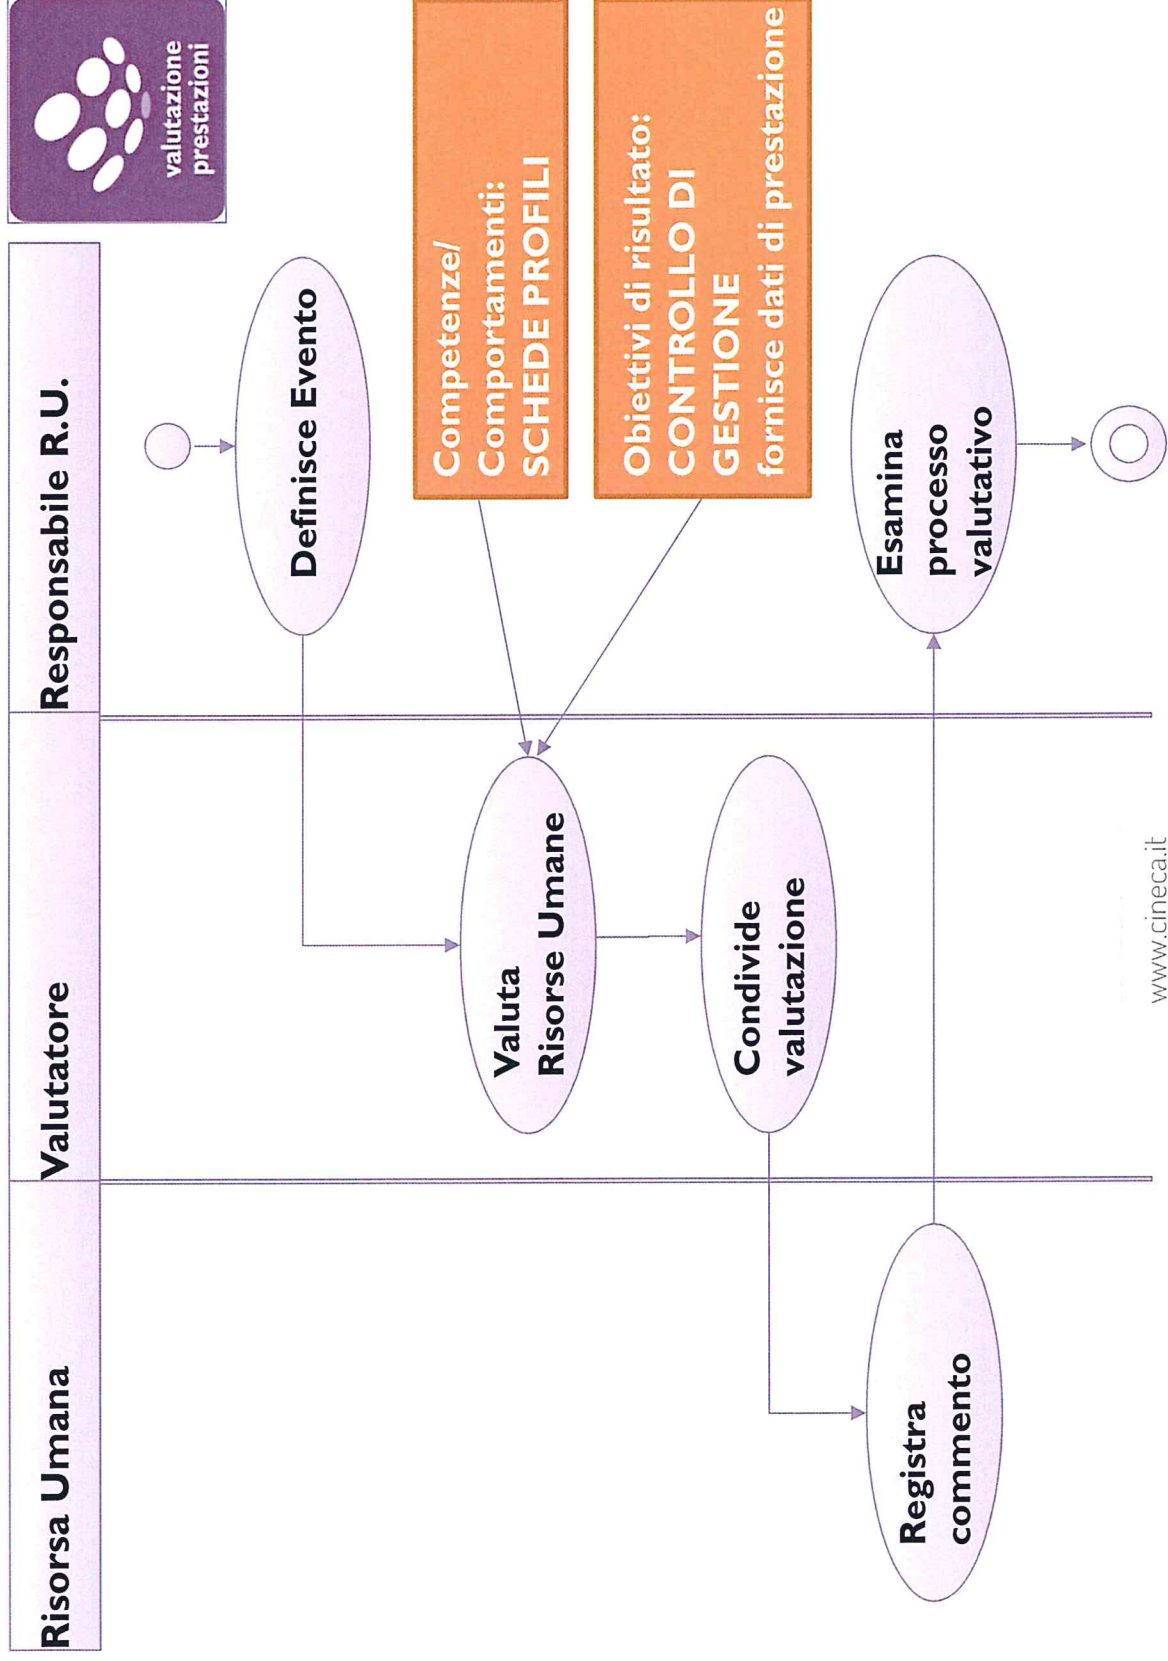 Risorsa Umana
Valutatore
Responsabile R.U.
valutazione
prestazioni
Definisce Evento
Competenze/
Comportamenti:
SCHEDE PROFILI
Valuta
Risorse Umane
Obiettivi di risultato:
CONTROLLO DI
GESTIONE
fornisce dati di prestazione
Condivide
valutazione
Registra
commento
Esamina
processo
valutativo
www.cineca.it